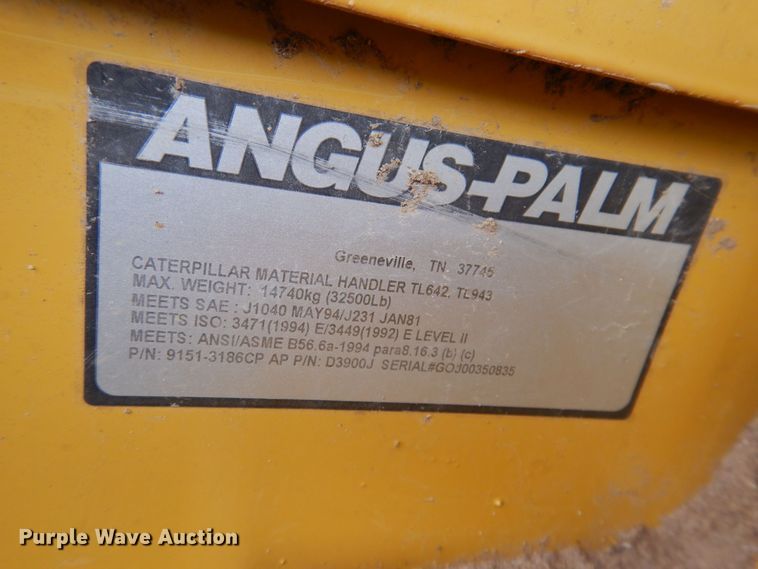 ANGUS-PALM
Greeneville, TN 37745
CATERPILLAR MATERIAL HANDLER TL642, TL943
MAX. WEIGHT: 14740kg (32500Lb)
MEETS SAE : J1040 MAY94/J231 JAN81
MEETS ISO: 3471(1994) E/3449(1992) E LEVEL II
MEETS: ANSI/ASME B56.6a-1994 para8.16.3 (b) (c)
P/N: 9151-3186CP AP P/N: D3900J SERIAL#GOJ00350835
Purple Wave Auction